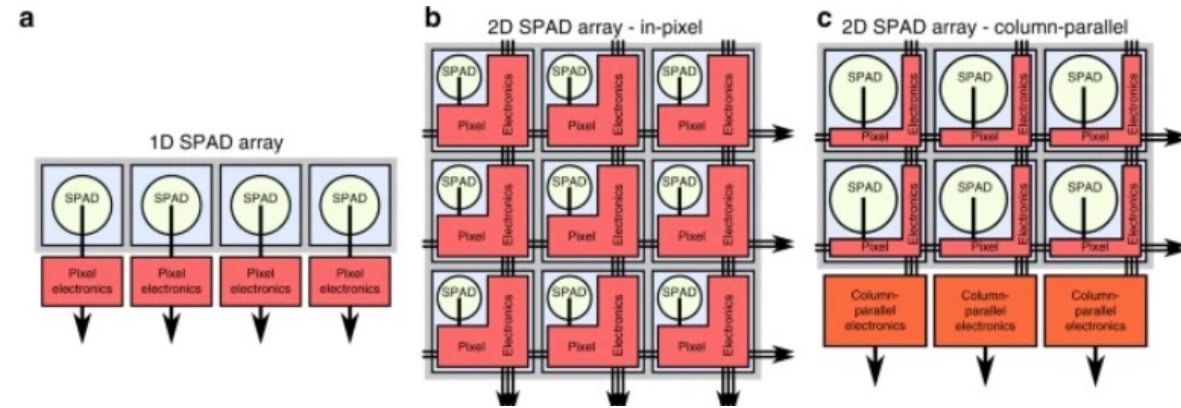 a
1D SPAD array
SPAD
SPAD
SPAD
SPAD
Pixel
electronics
Pixel
electronics
Pixel
electronics
Pixel
electronics
b
2D SPAD array - in-pixel
SPAD
Pixel
Electronics
SPAD
Pixel
Electronics
SPAD
Pixel
Electronics
SPAD
Pixel
Electronics
SPAD
Pixel
Electronics
SPAD
Pixel
Electronics
SPAD
Pixel
Electronics
SPAD
Pixel
Electronics
SPAD
Pixel
Electronics
c
2D SPAD array - column-parallel
SPAD
Pixel
Electronics
SPAD
Pixel
Electronics
SPAD
Pixel
Electronics
SPAD
Pixel
Electronics
SPAD
Pixel
Electronics
SPAD
Pixel
Electronics
Column-
parallel
electronics
Column-
parallel
electronics
Column-
parallel
electronics